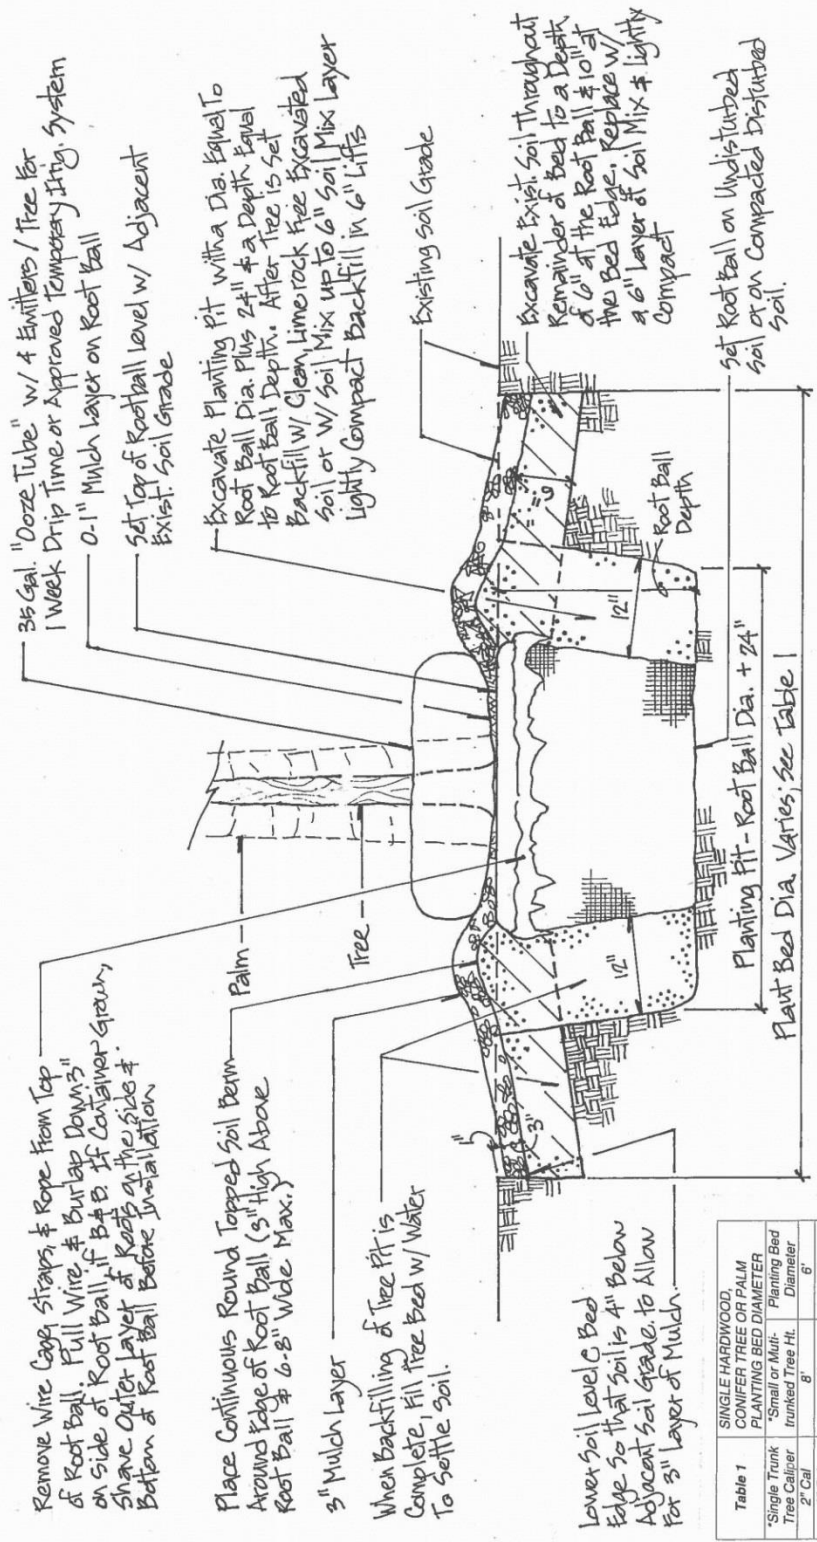 Remove Wire Cage, Straps, & Rope From Top
of Root Ball. Pull Wire & Burlap Down 3"
on Side of Root Ball, if B&B. If Container Grown,
Shave Outer Layer of Roots on the Side &
Bottom of Root Ball Before Installation
Palm
Tree
Place Continuous Round Topped Soil Berm
Around Edge of Root Ball (3" High Above
Root Ball & 6-8" Wide Max.)
3" Mulch Layer
When Backfilling of Tree Pit is
Complete, Fill Tree Bed w/ Water
To Settle Soil.
Lower Soil Level @ Bed
Edge So that Soil is 4" Below
Adjacent Soil Grade, to Allow
For 3" Layer of Mulch.
35 Gal. "Ooze Tube" w/ 4 Emitters / Tree For
1 Week Drip Time or Approved Temporary Irrig. System
0-1" Mulch Layer on Root Ball
Set Top of Rootball Level w/ Adjacent
Exist. Soil Grade
Excavate Planting Pit with a Dia. Equal To
Root Ball Dia. Plus 24" & a Depth Equal
to Root Ball Depth. After Tree is Set
Backfill w/ Clean, Limerock Free Excavated
Soil or w/ Soil Mix up to 6" Soil Mix Layer
Lightly Compact Backfill in 6" Lifts
Existing Soil Grade
Excavate Exist. Soil Throughout
Remainder of Bed to a Depth
of 6" at the Root Ball & 10" at
the Bed Edge. Replace w/
a 6" Layer of Soil Mix & Lightly
Compact
Set Root Ball on Undisturbed
Soil or on Compacted Disturbed
Soil.
1"
3"
12"
12"
6"
Root Ball
Depth
Planting Pit - Root Ball Dia. + 24"
Plant Bed Dia. Varies; See Table 1
Table 1
SINGLE HARDWOOD,
CONIFER TREE OR PALM
PLANTING BED DIAMETER
*Single Trunk
Tree Caliper
*Small or Muti-
trunked Tree Ht.
Planting Bed
Diameter
2" Cal
8'
6'